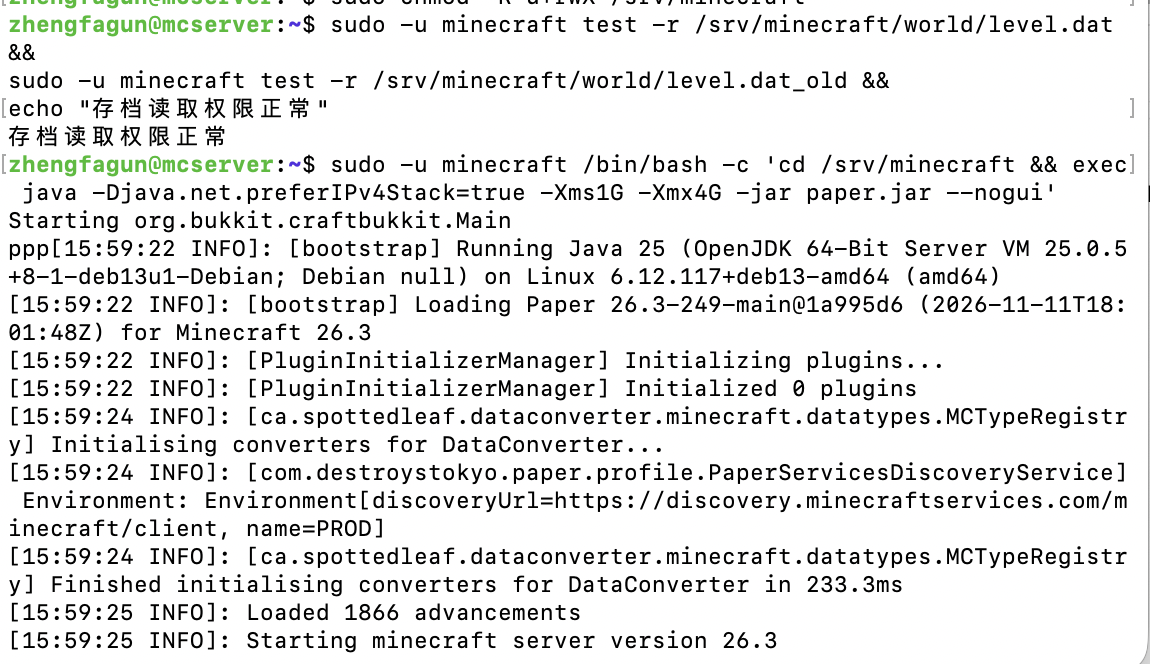 zhengfagun@mcserver:~$ sudo chmod -R a+rwX /srv/minecraft
zhengfagun@mcserver:~$ sudo -u minecraft test -r /srv/minecraft/world/level.dat
&&
sudo -u minecraft test -r /srv/minecraft/world/level.dat_old &&
[echo "存档读取权限正常" ]
存档读取权限正常
[zhengfagun@mcserver:~$ sudo -u minecraft /bin/bash -c 'cd /srv/minecraft && exec]
java -Djava.net.preferIPv4Stack=true -Xms1G -Xmx4G -jar paper.jar --nogui'
Starting org.bukkit.craftbukkit.Main
ppp[15:59:22 INFO]: [bootstrap] Running Java 25 (OpenJDK 64-Bit Server VM 25.0.5
+8-1-deb13u1-Debian; Debian null) on Linux 6.12.117+deb13-amd64 (amd64)
[15:59:22 INFO]: [bootstrap] Loading Paper 26.3-249-main@1a995d6 (2026-11-11T18:
01:48Z) for Minecraft 26.3
[15:59:22 INFO]: [PluginInitializerManager] Initializing plugins...
[15:59:22 INFO]: [PluginInitializerManager] Initialized 0 plugins
[15:59:24 INFO]: [ca.spottedleaf.dataconverter.minecraft.datatypes.MCTypeRegistr
y] Initialising converters for DataConverter...
[15:59:24 INFO]: [com.destroystokyo.paper.profile.PaperServicesDiscoveryService]
Environment: Environment[discoveryUrl=https://discovery.minecraftservices.com/m
inecraft/client, name=PROD]
[15:59:24 INFO]: [ca.spottedleaf.dataconverter.minecraft.datatypes.MCTypeRegistr
y] Finished initialising converters for DataConverter in 233.3ms
[15:59:25 INFO]: Loaded 1866 advancements
[15:59:25 INFO]: Starting minecraft server version 26.3